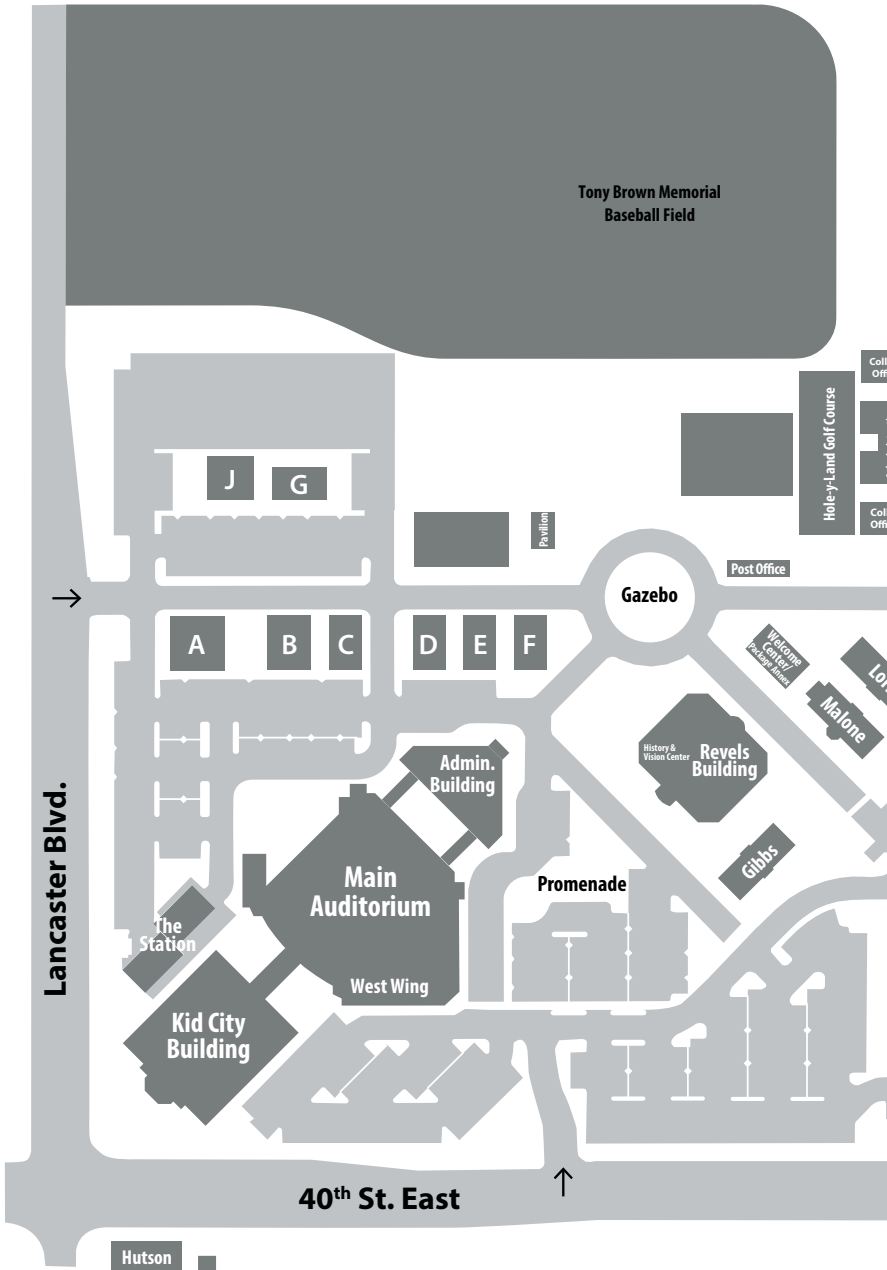 Tony Brown Memorial
Baseball Field
Hole-y-Land Golf Course
J
G
Pavilion
Post Office
Gazebo
A
B
C
D
E
F
Welcome
Center/
Package Annex
Malone
History &
Vision Center
Revels
Building
Admin.
Building
Gibbs
Lancaster Blvd.
Main
Auditorium
Promenade
The
Station
West Wing
Kid City
Building
40th St. East
Hutson